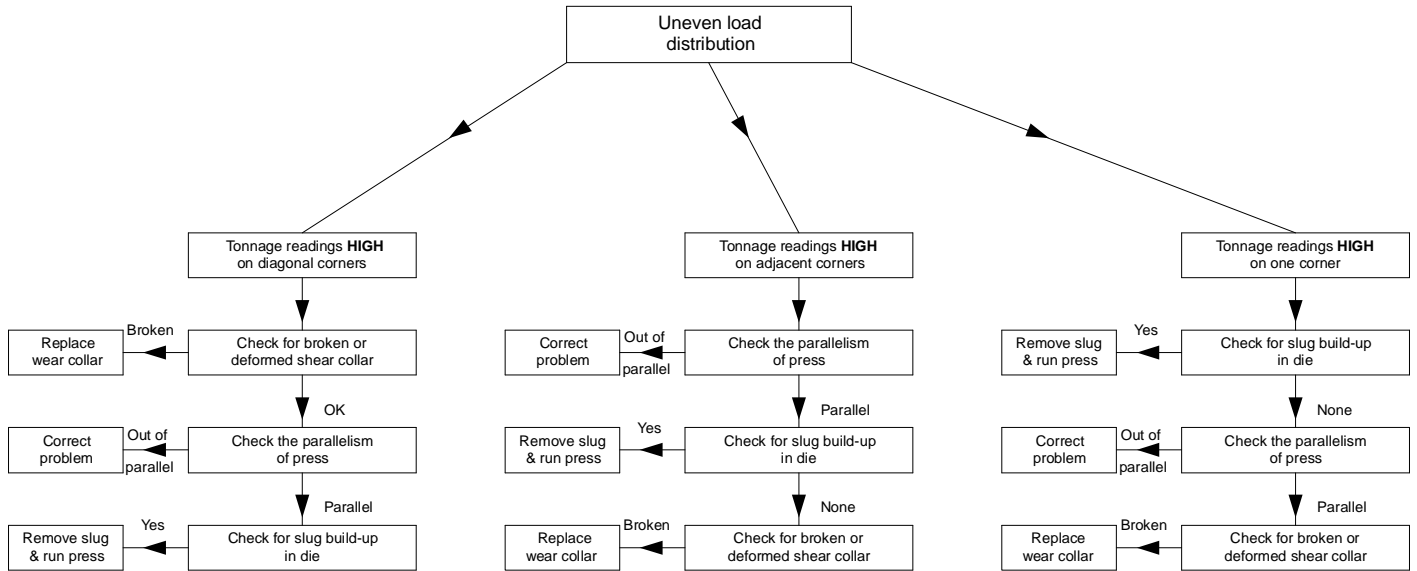 Uneven load
distribution
Tonnage readings HIGH
on diagonal corners
Tonnage readings HIGH
on adjacent corners
Tonnage readings HIGH
on one corner
Replace
wear collar
Broken
Check for broken or
deformed shear collar
Correct
problem
Out of
parallel
Check the parallelism
of press
Remove slug
& run press
Yes
Check for slug build-up
in die
OK
Parallel
None
Correct
problem
Out of
parallel
Check the parallelism
of press
Remove slug
& run press
Yes
Check for slug build-up
in die
Correct
problem
Out of
parallel
Check the parallelism
of press
Parallel
None
Parallel
Remove slug
& run press
Yes
Check for slug build-up
in die
Replace
wear collar
Broken
Check for broken or
deformed shear collar
Replace
wear collar
Broken
Check for broken or
deformed shear collar